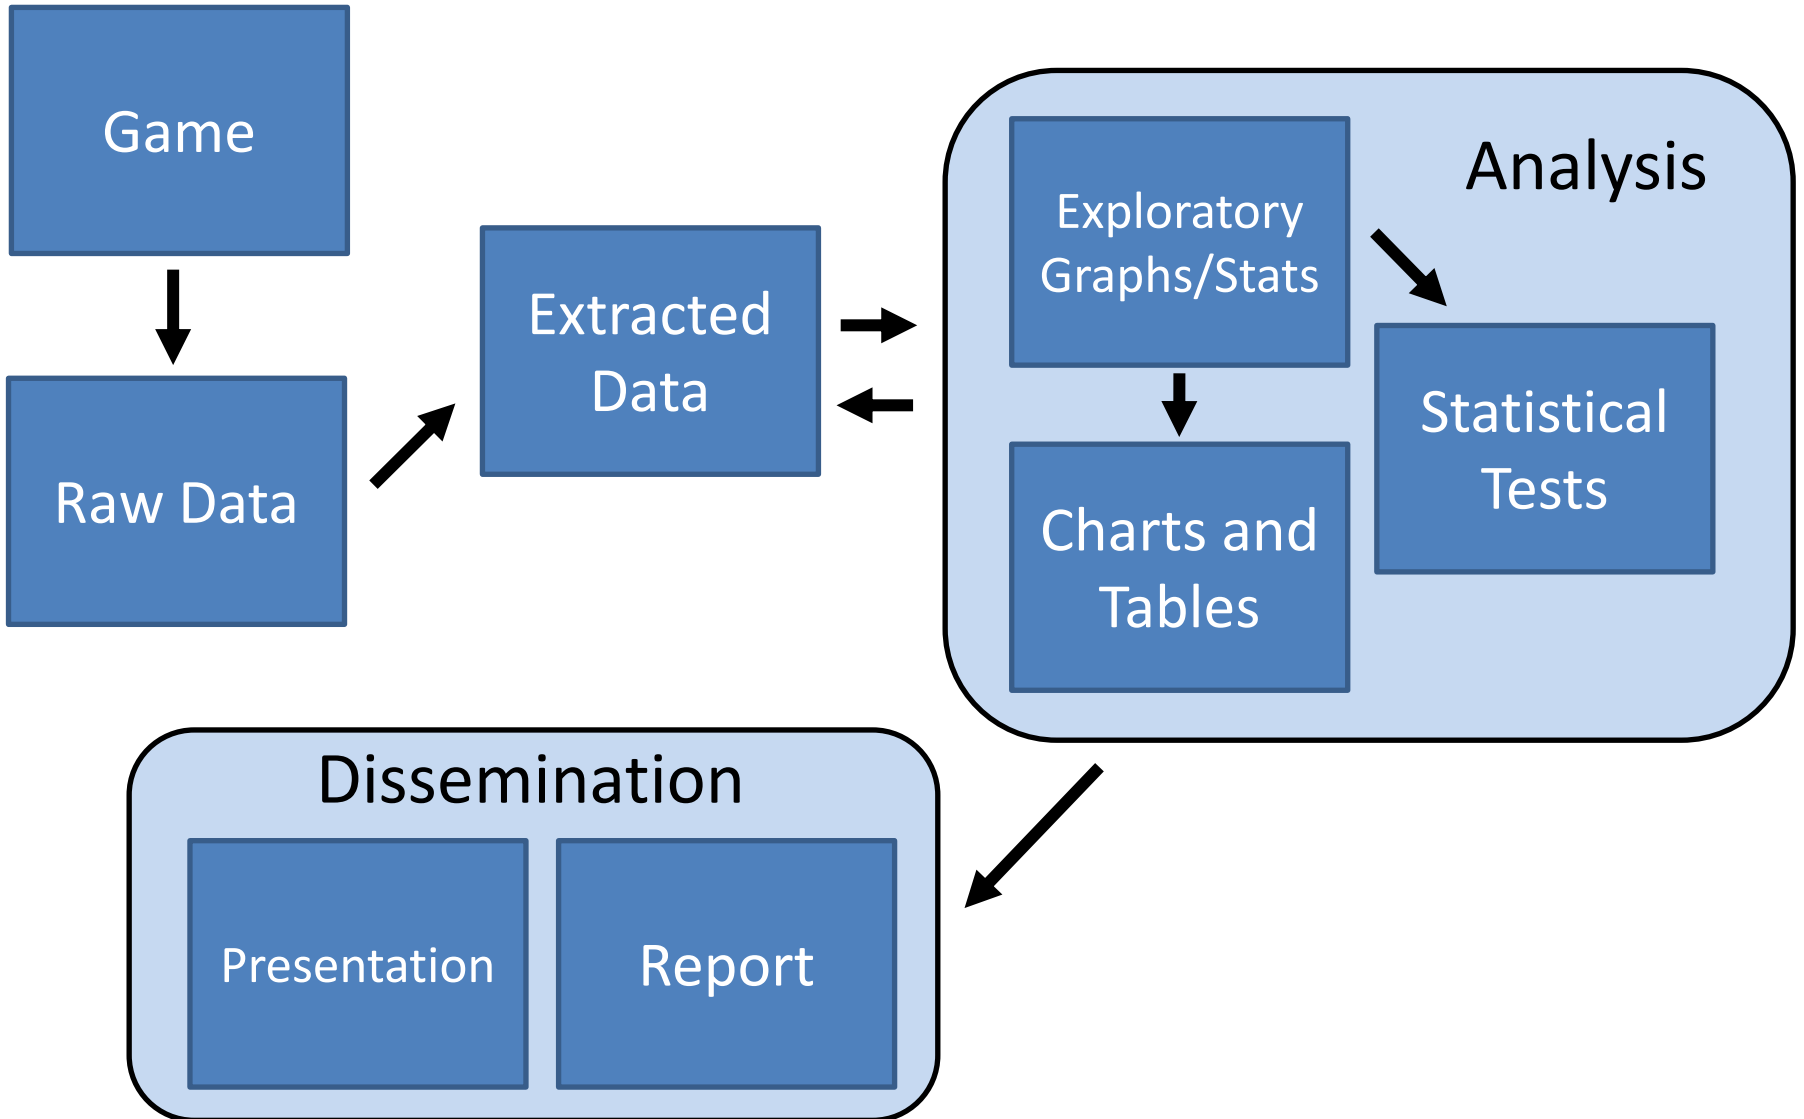 Game
Raw Data
Extracted
Data
Analysis
Exploratory
Graphs/Stats
Statistical
Tests
Charts and
Tables
Dissemination
Presentation
Report